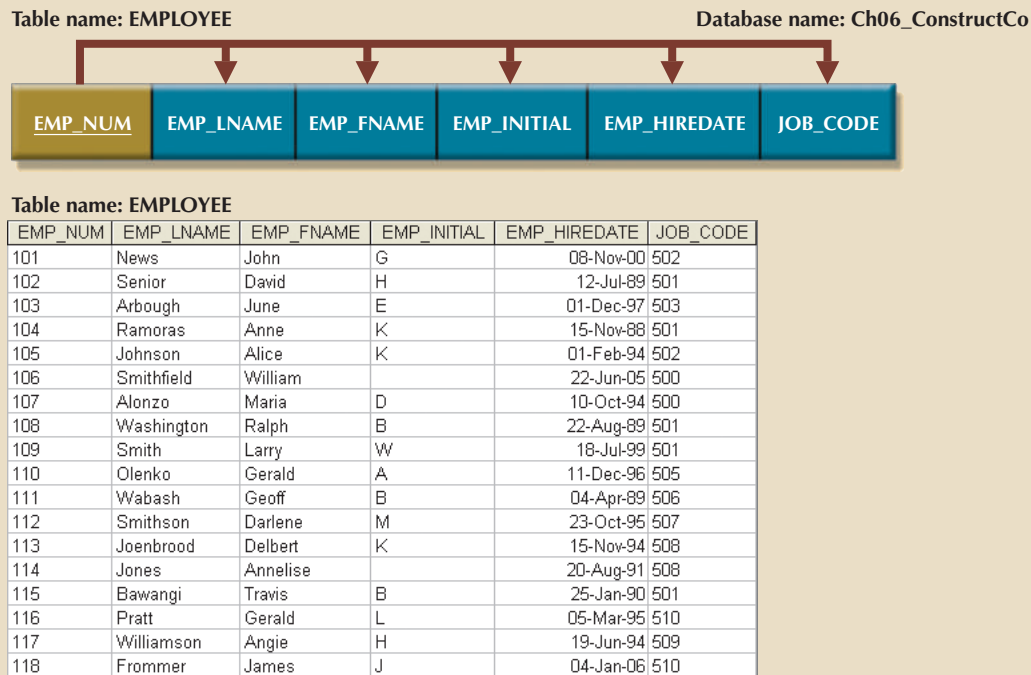 Table name: EMPLOYEE Database name: Ch06_ConstructCo
EMP_NUM EMP_LNAME EMP_FNAME EMP_INITIAL EMP_HIREDATE JOB_CODE
Table name: EMPLOYEE
EMP_NUM EMP_LNAME EMP_FNAME EMP_INITIAL EMP_HIREDATE JOB_CODE
101 News John G 08-Nov-00 502
102 Senior David H 12-Jul-89 501
103 Arbough June E 01-Dec-97 503
104 Ramoras Anne K 15-Nov-88 501
105 Johnson Alice K 01-Feb-94 502
106 Smithfield William 22-Jun-05 500
107 Alonzo Maria D 10-Oct-94 500
108 Washington Ralph B 22-Aug-89 501
109 Smith Larry W 18-Jul-99 501
110 Olenko Gerald A 11-Dec-96 505
111 Wabash Geoff B 04-Apr-89 506
112 Smithson Darlene M 23-Oct-95 507
113 Joenbrood Delbert K 15-Nov-94 508
114 Jones Annelise 20-Aug-91 508
115 Bawangi Travis B 25-Jan-90 501
116 Pratt Gerald L 05-Mar-95 510
117 Williamson Angie H 19-Jun-94 509
118 Frommer James J 04-Jan-06 510